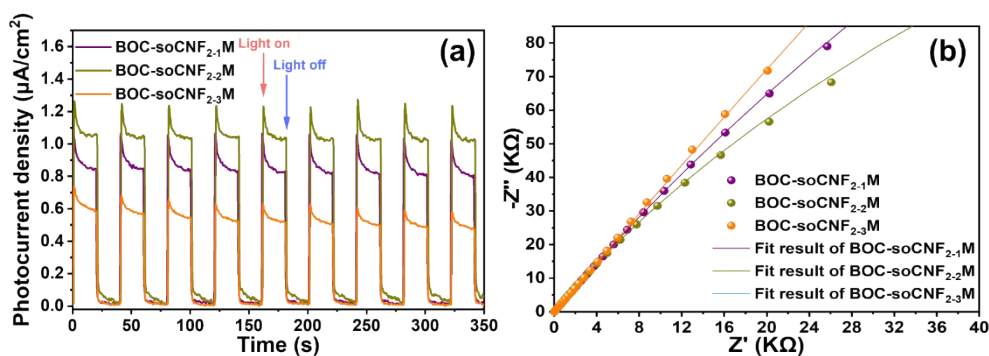 (a)
BOC-soCNF₂₋₁M
BOC-soCNF₂₋₂M
BOC-soCNF₂₋₃M
Light on
Light off
Photocurrent density (μA/cm²)
1.6
1.4
1.2
1.0
0.8
0.6
0.4
0.2
0.0
0 50 100 150 200 250 300 350
Time (s)
(b)
-Z" (KΩ)
80
70
60
50
40
30
20
10
0
BOC-soCNF₂₋₁M
BOC-soCNF₂₋₂M
BOC-soCNF₂₋₃M
Fit result of BOC-soCNF₂₋₁M
Fit result of BOC-soCNF₂₋₂M
Fit result of BOC-soCNF₂₋₃M
0 4 8 12 16 20 24 28 32 36 40
Z' (KΩ)